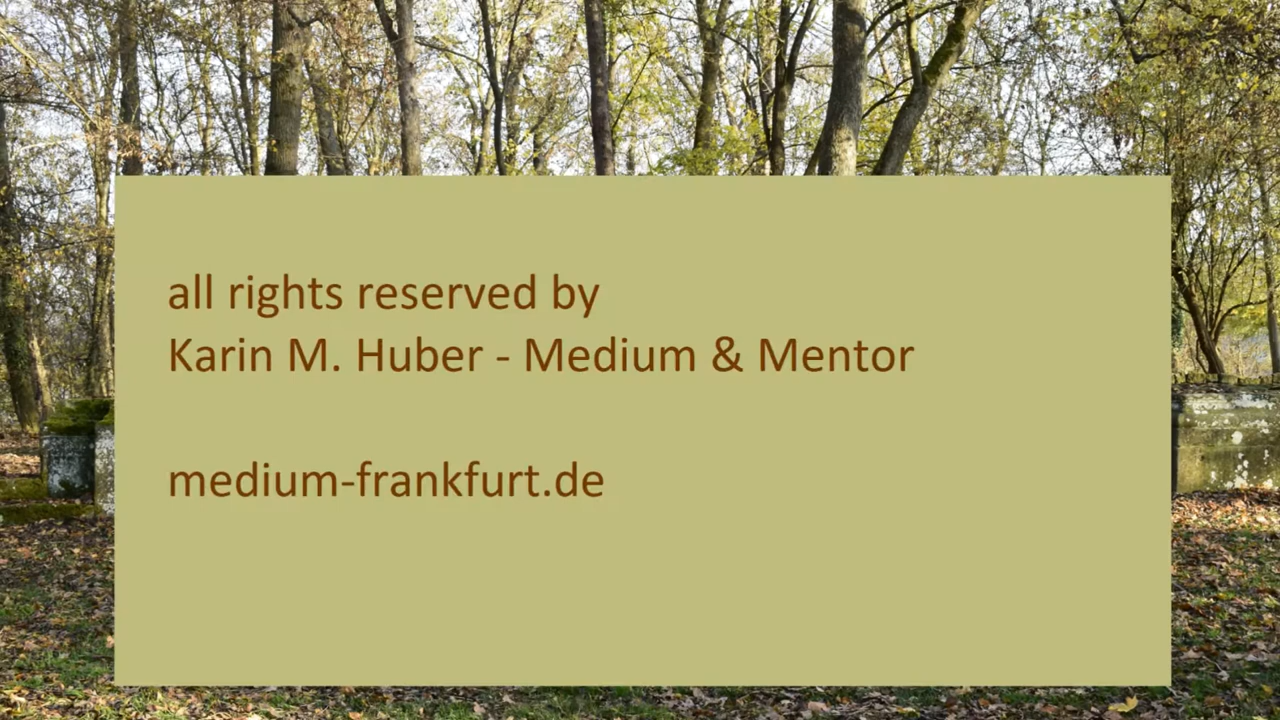 all rights reserved by
Karin M. Huber - Medium & Mentor
medium-frankfurt.de